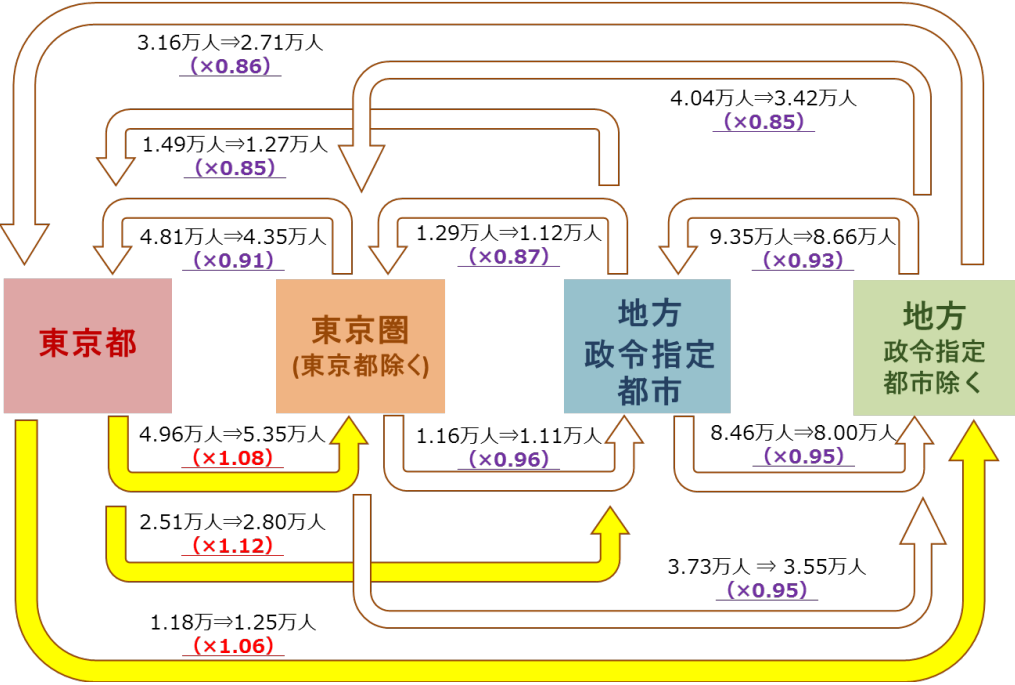 3.16万人⇒2.71万人
（×0.86）
4.04万人⇒3.42万人
（×0.85）
1.49万人⇒1.27万人
（×0.85）
4.81万人⇒4.35万人
（×0.91）
1.29万人⇒1.12万人
（×0.87）
9.35万人⇒8.66万人
（×0.93）
東京都
東京圏
(東京都除く)
地方
政令指定
都市
地方
政令指定
都市除く
4.96万人⇒5.35万人
（×1.08）
1.16万人⇒1.11万人
（×0.96）
8.46万人⇒8.00万人
（×0.95）
2.51万人⇒2.80万人
（×1.12）
3.73万人 ⇒ 3.55万人
（×0.95）
1.18万⇒1.25万人
（×1.06）